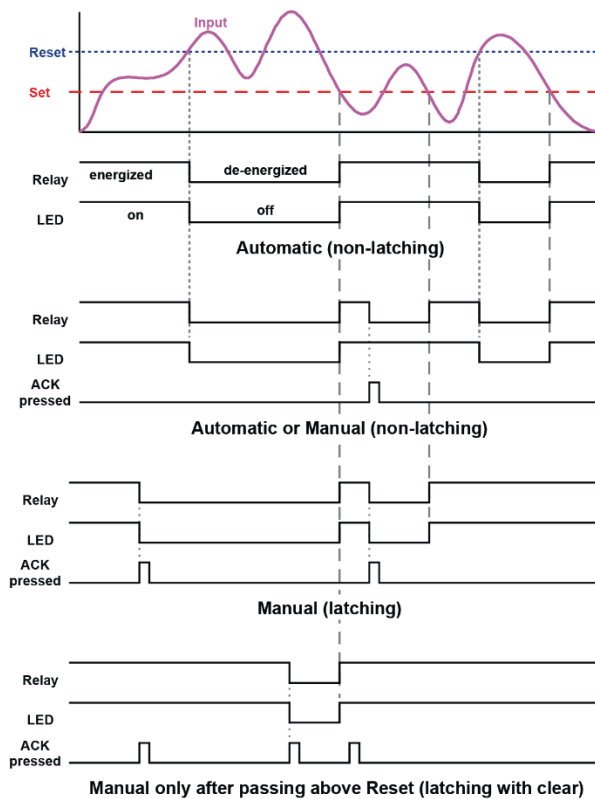 Input
Reset
Set
energized
de-energized
Relay
on
off
LED
Automatic (non-latching)
Relay
LED
ACK
pressed
Automatic or Manual (non-latching)
Relay
LED
ACK
pressed
Manual (latching)
Relay
LED
ACK
pressed
Manual only after passing above Reset (latching with clear)